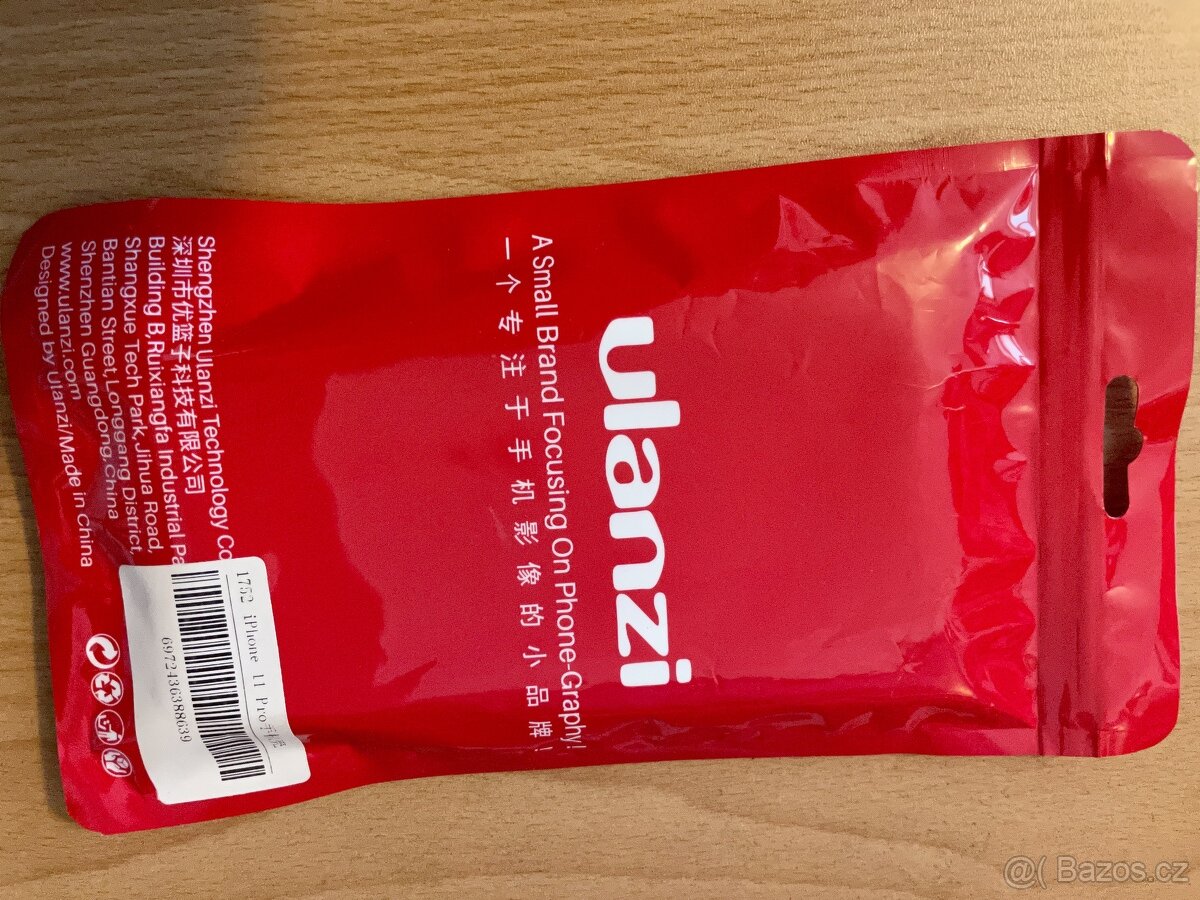 ulanzi
A Small Brand Focusing On Phone-Graphy!
一个专注于手机影像的小品牌
Shengzhen Ulanzi Technology Co
深圳市优篮子科技有限公司
Building B,Ruixiangfa Industrial Pa
Shangxue Tech Park,Jihua Road,
Bantian Street,Longgang District,
Shenzhen Guangdong,China
www.ulanzi.com
Designed by ulanzi/Made in china
1752 iPhone 11 Pro
6972436388639
@( Bazos.cz